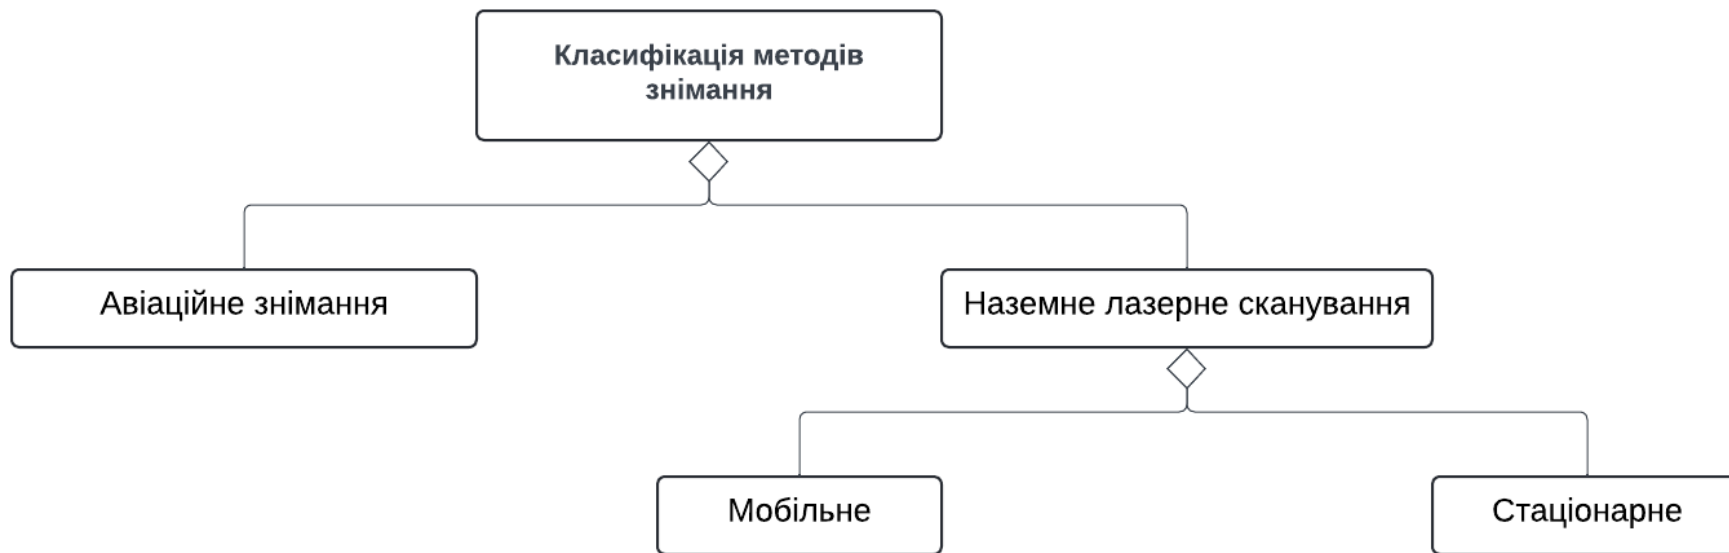 Класифікація методів
знімання
Авіаційне знімання
Наземне лазерне сканування
Мобільне
Стаціонарне